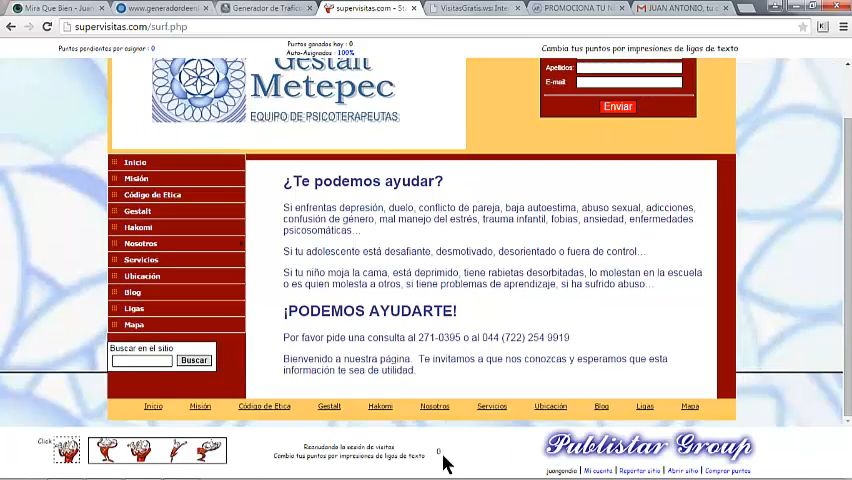 Mira Que Bien - Juan
www.generadordeen
Generador de Trafico
supervisitas.com - St
VisitasGratis.ws: Inter
PROMOCIONA TU N
JUAN ANTONIO, tu c
supervisitas.com/surf.php
Puntos pendientes por asignar : 0
Puntos ganados hoy : 0
Auto-Asignados : 100%
Cambia tus puntos por impresiones de ligas de texto
Gestalt
Metepec
EQUIPO DE PSICOTERAPEUTAS
Apellidos:
E-mail
Enviar
Inicio
Misión
Código de Etica
Gestalt
Hakomi
Nosotros
Servicios
Ubicación
Blog
Ligas
Mapa
Buscar en el sitio
Buscar
¿Te podemos ayudar?
Si enfrentas depresión, duelo, conflicto de pareja, baja autoestima, abuso sexual, adicciones,
confusión de género, mal manejo del estrés, trauma infantil, fobias, ansiedad, enfermedades
psicosomáticas…
Si tu adolescente está desafiante, desmotivado, desorientado o fuera de control…
Si tu niño moja la cama, está deprimido, tiene rabietas desorbitadas, lo molestan en la escuela
o es quien molesta a otros, si tiene problemas de aprendizaje, si ha sufrido abuso…
¡PODEMOS AYUDARTE!
Por favor pide una consulta al 271-0395 o al 044 (722) 254 9919
Bienvenido a nuestra página. Te invitamos a que nos conozcas y esperamos que esta
información te sea de utilidad.
Inicio Misión Código de Etica Gestalt Hakomi Nosotros Servicios Ubicación Blog Ligas Mapa
Click
Reanudando la sesión de visitas
Cambia tus puntos por impresiones de ligas de texto
0
Publistar Group
juangondio | Mi cuenta | Reportar sitio | Abrir sitio | Comprar puntos